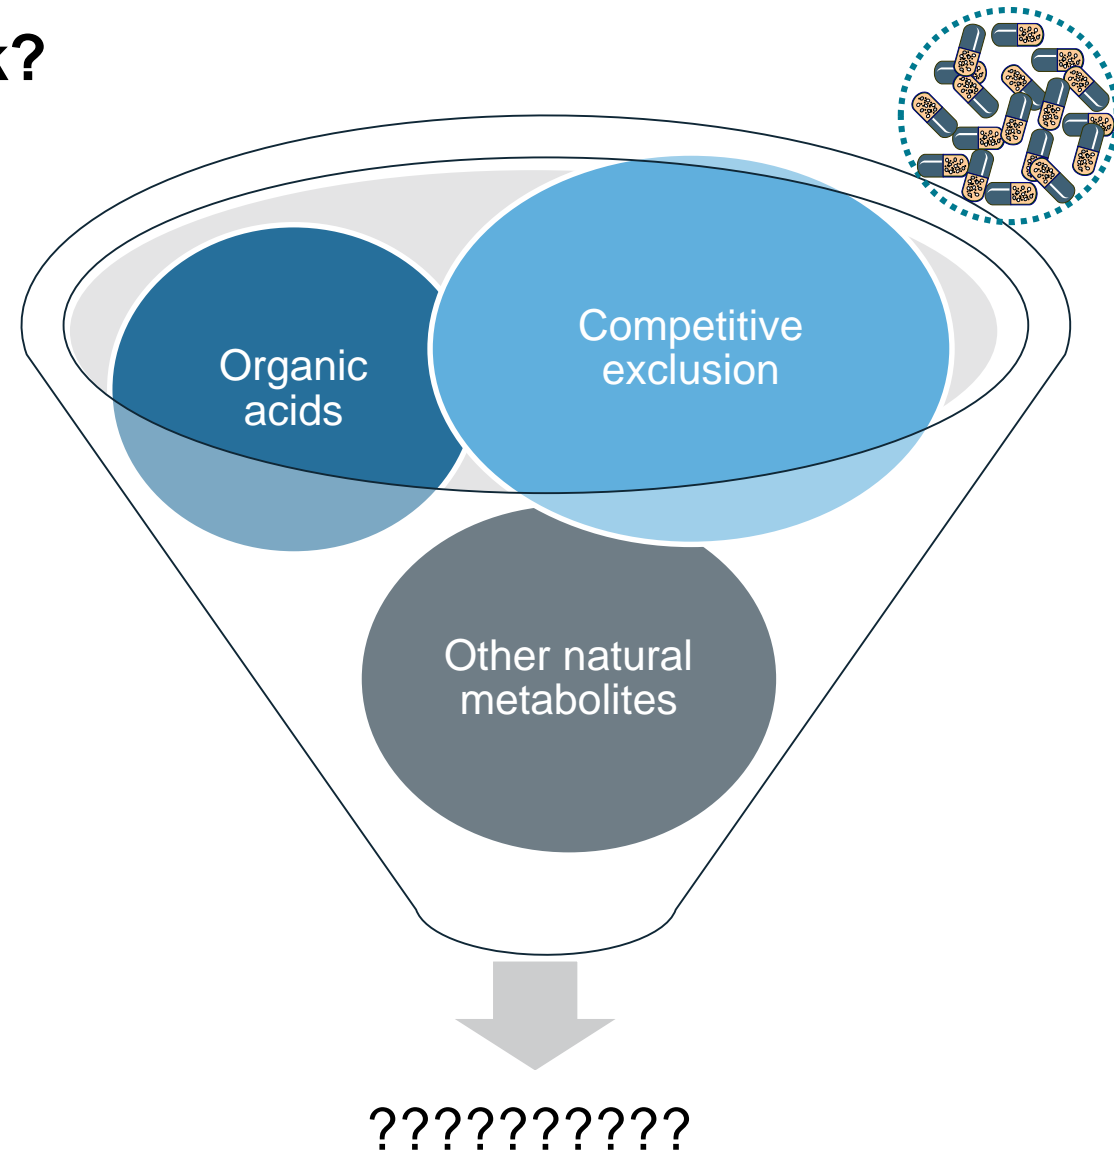 ?
Competitive
exclusion
Organic
acids
Other natural
metabolites
??????????